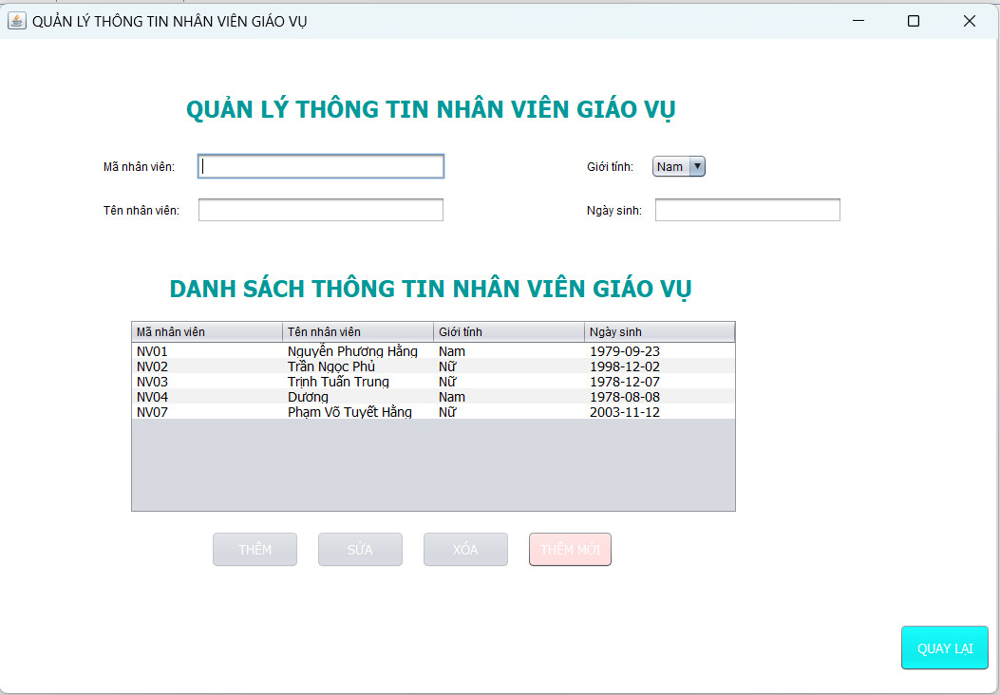 QUẢN LÝ THÔNG TIN NHÂN VIÊN GIÁO VỤ
QUẢN LÝ THÔNG TIN NHÂN VIÊN GIÁO VỤ
Mã nhân viên: Giới tính: Nam
Tên nhân viên: Ngày sinh:
DANH SÁCH THÔNG TIN NHÂN VIÊN GIÁO VỤ
Mã nhân viên Tên nhân viên Giới tính Ngày sinh
NV01 Nguyễn Phương Hằng Nam 1979-09-23
NV02 Trần Ngọc Phủ Nữ 1998-12-02
NV03 Trịnh Tuấn Trung Nữ 1978-12-07
NV04 Dương Nam 1978-08-08
NV07 Phạm Võ Tuyết Hằng Nữ 2003-11-12
THÊM SỬA XÓA THÊM MỚI
QUAY LẠI